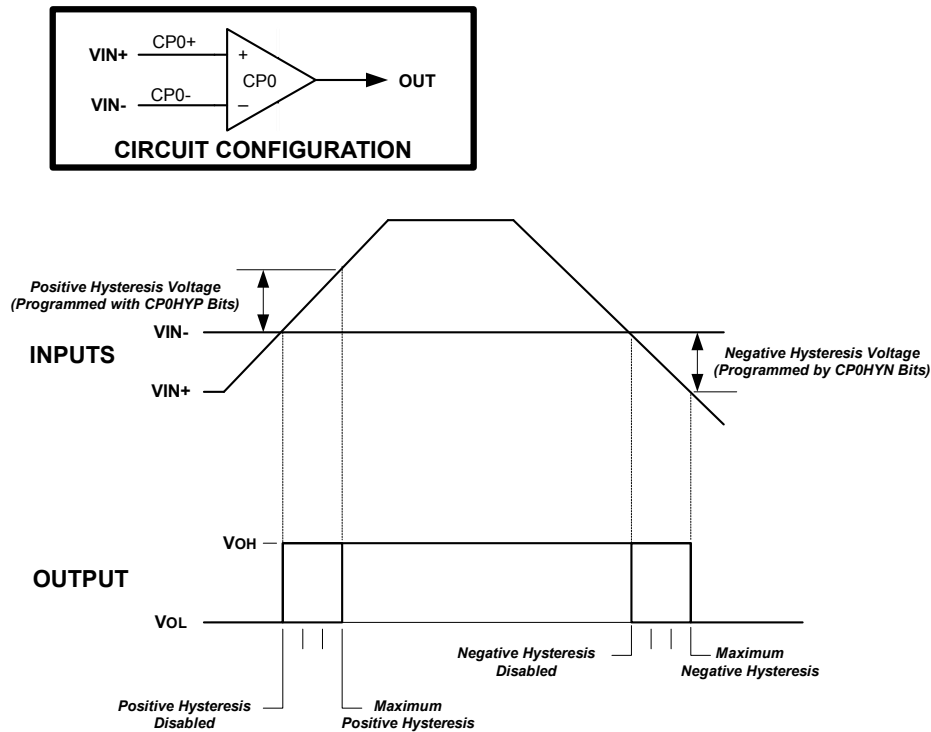 VIN+
CP0+
+
CP0
OUT
VIN-
CP0-
–
CIRCUIT CONFIGURATION
Positive Hysteresis Voltage
(Programmed with CP0HYP Bits)
VIN-
INPUTS
VIN+
Negative Hysteresis Voltage
(Programmed by CP0HYN Bits)
VOH
OUTPUT
VOL
Negative Hysteresis
Disabled
Maximum
Negative Hysteresis
Positive Hysteresis
Disabled
Maximum
Positive Hysteresis